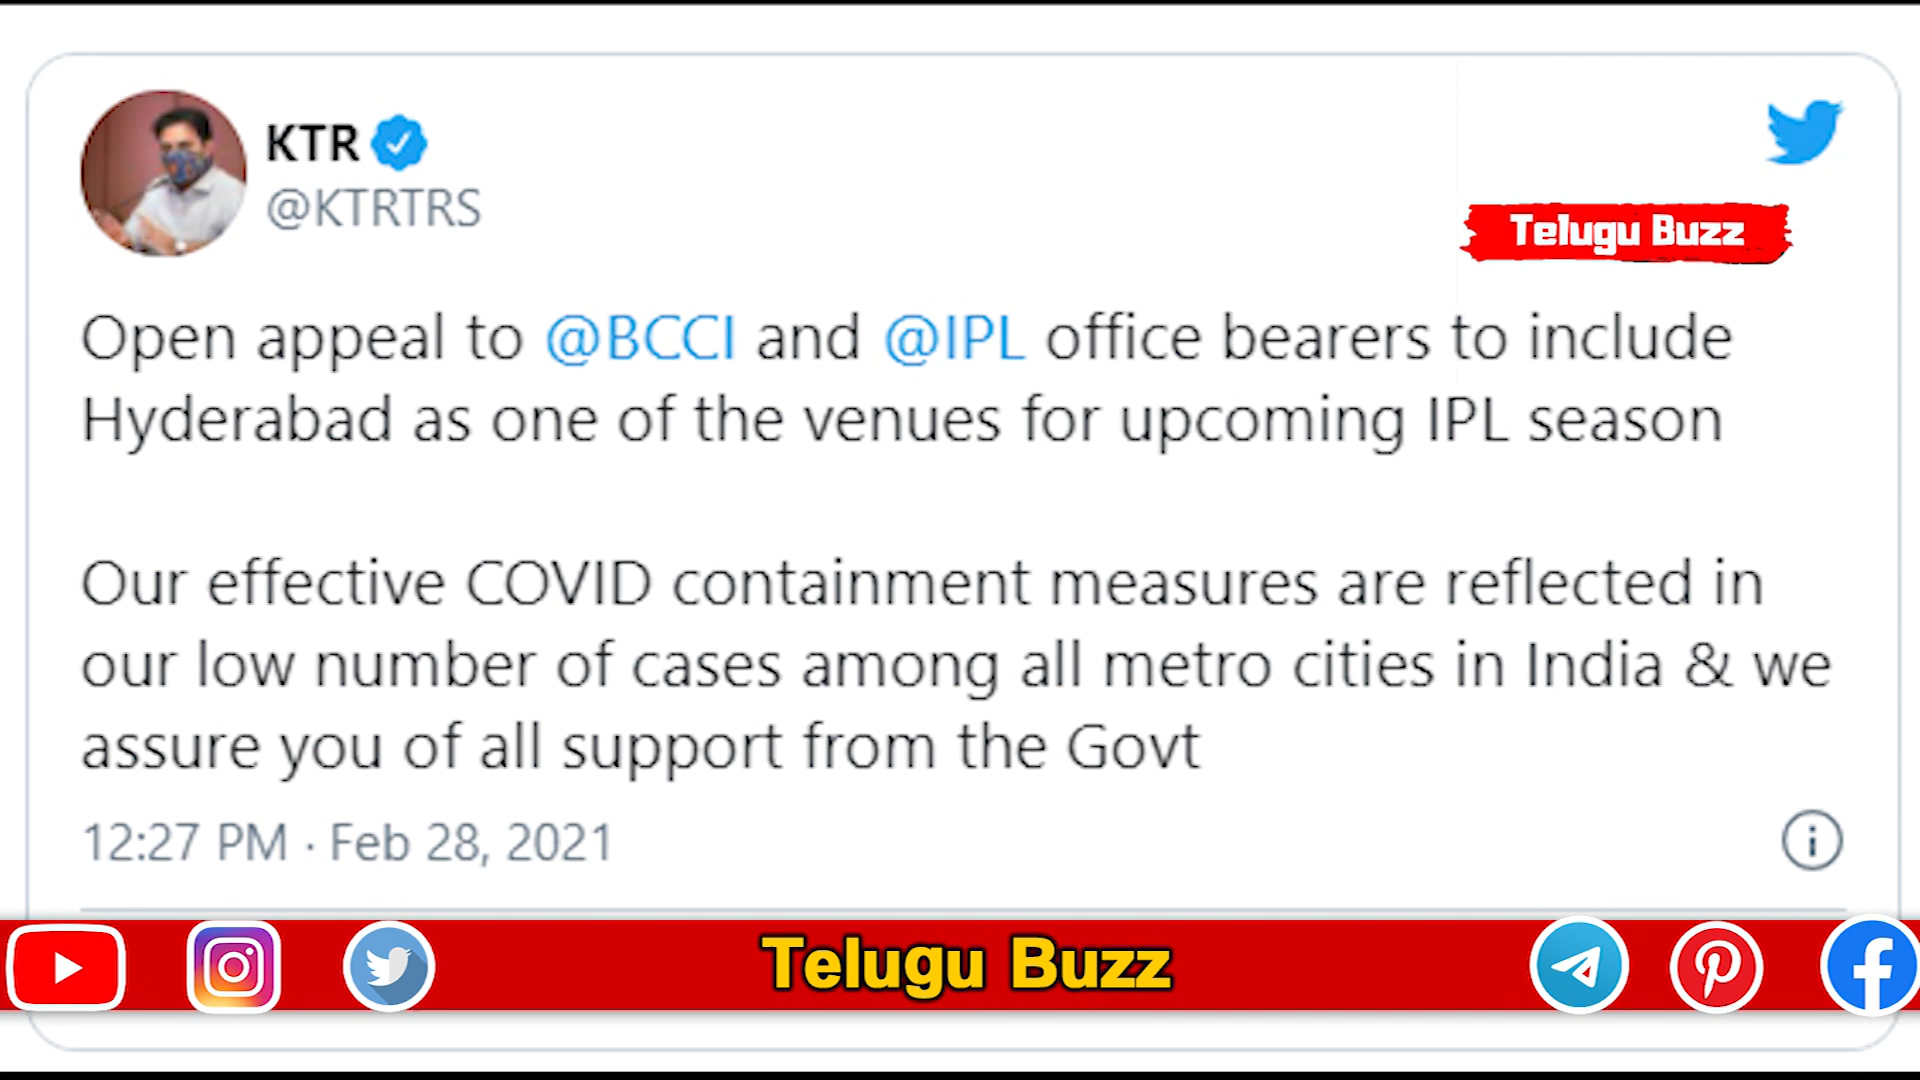 KTR
@KTRTRS
Telugu Buzz
Open appeal to @BCCI and @IPL office bearers to include
Hyderabad as one of the venues for upcoming IPL season
Our effective COVID containment measures are reflected in
our low number of cases among all metro cities in India & we
assure you of all support from the Govt
12:27 PM · Feb 28, 2021
Telugu Buzz